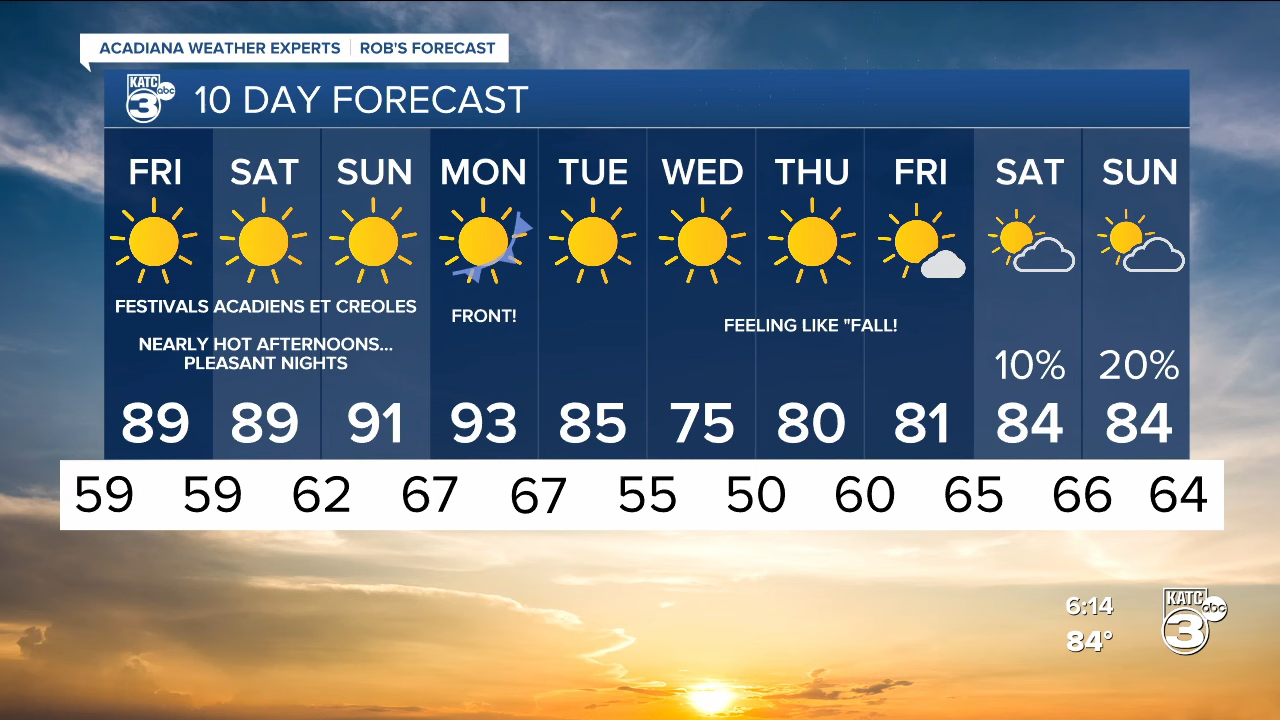 ACADIANA WEATHER EXPERTS | ROB'S FORECAST
KATC 3 abc
10 DAY FORECAST
FRI SAT SUN MON TUE WED THU FRI SAT SUN
FESTIVALS ACADIENS ET CREOLES
FRONT!
FEELING LIKE "FALL!
NEARLY HOT AFTERNOONS...
PLEASANT NIGHTS
10% 20%
89 89 91 93 85 75 80 81 84 84
59 59 62 67 67 55 50 60 65 66 64
6:14
84°
KATC 3 abc